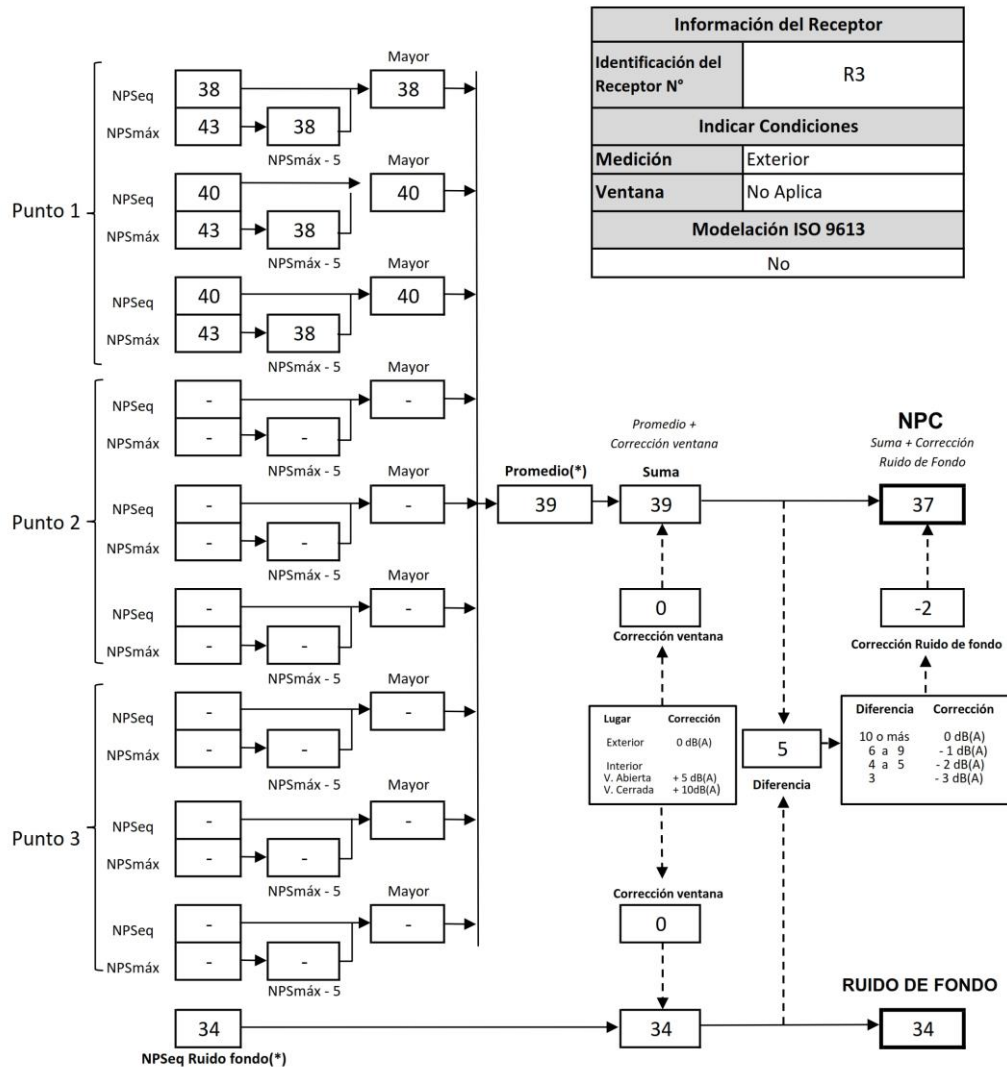 Información del Receptor
Identificación del
Receptor N°
R3
Indicar Condiciones
Medición Exterior
Ventana No Aplica
Modelación ISO 9613
No
Punto 1
Mayor
NPSeq 38 38
NPSmáx 43 38
NPSmáx - 5
Mayor
NPSeq 40 40
NPSmáx 43 38
NPSmáx - 5
Mayor
NPSeq 40 40
NPSmáx 43 38
NPSmáx - 5
Punto 2
Mayor
NPSeq - -
NPSmáx - -
NPSmáx - 5
Mayor
NPSeq - -
NPSmáx - -
NPSmáx - 5
Mayor
NPSeq - -
NPSmáx - -
NPSmáx - 5
Punto 3
Mayor
NPSeq - -
NPSmáx - -
NPSmáx - 5
Mayor
NPSeq - -
NPSmáx - -
NPSmáx - 5
Mayor
NPSeq - -
NPSmáx - -
NPSmáx - 5
34
NPSeq Ruido fondo(*)
Promedio(*)
39
Promedio +
Corrección ventana
Suma
39
0
Corrección ventana
Lugar Corrección
Exterior 0 dB(A)
Interior
V. Abierta + 5 dB(A)
V. Cerrada + 10dB(A)
Corrección ventana
0
34
5
Diferencia
NPC
Suma + Corrección
Ruido de Fondo
37
-2
Corrección Ruido de fondo
Diferencia Corrección
10 o más 0 dB(A)
6 a 9 - 1 dB(A)
4 a 5 - 2 dB(A)
3 - 3 dB(A)
RUIDO DE FONDO
34